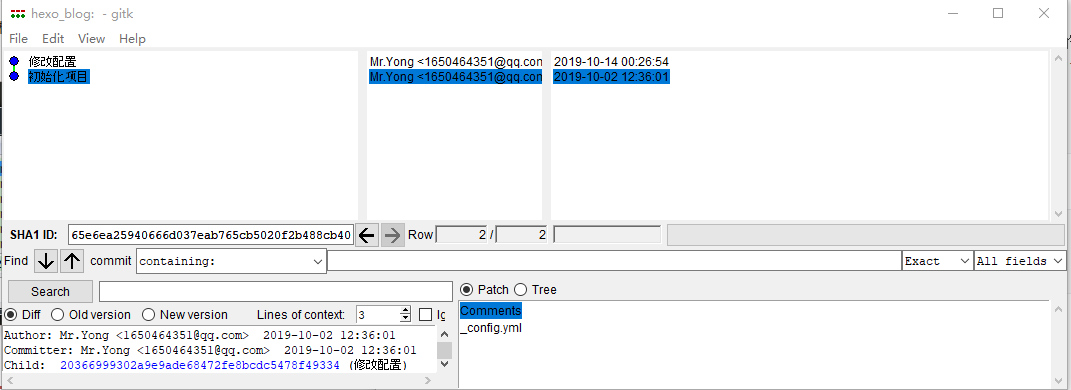 hexo_blog: - gitk
File Edit View Help
修改配置 Mr.Yong <1650464351@qq.con 2019-10-14 00:26:54
初始化项目 Mr.Yong <1650464351@qq.con 2019-10-02 12:36:01
SHA1 ID: 65e6ea25940666d037eab765cb5020f2b488cb40 Row 2 / 2
Find commit containing: Exact All fields
Search Patch Tree
Diff Old version New version Lines of context: 3 Ig
Comments
_config.yml
Author: Mr.Yong <1650464351@qq.com> 2019-10-02 12:36:01
Committer: Mr.Yong <1650464351@qq.com> 2019-10-02 12:36:01
Child: 20366999302a9e9ade68472fe8bcdc5478f49334 (修改配置)